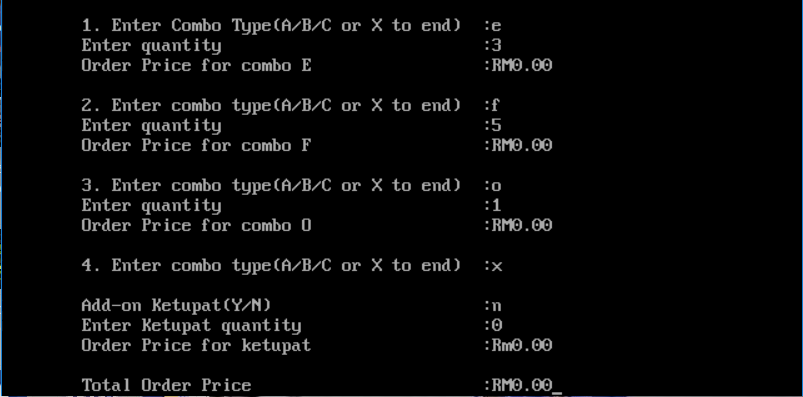 1. Enter Combo Type(A/B/C or X to end) :e
Enter quantity :3
Order Price for combo E :RM0.00
2. Enter combo type(A/B/C or X to end) :f
Enter quantity :5
Order Price for combo F :RM0.00
3. Enter combo type(A/B/C or X to end) :o
Enter quantity :1
Order Price for combo O :RM0.00
4. Enter combo type(A/B/C or X to end) :x
Add-on Ketupat(Y/N) :n
Enter Ketupat quantity :0
Order Price for ketupat :Rm0.00
Total Order Price :RM0.00_